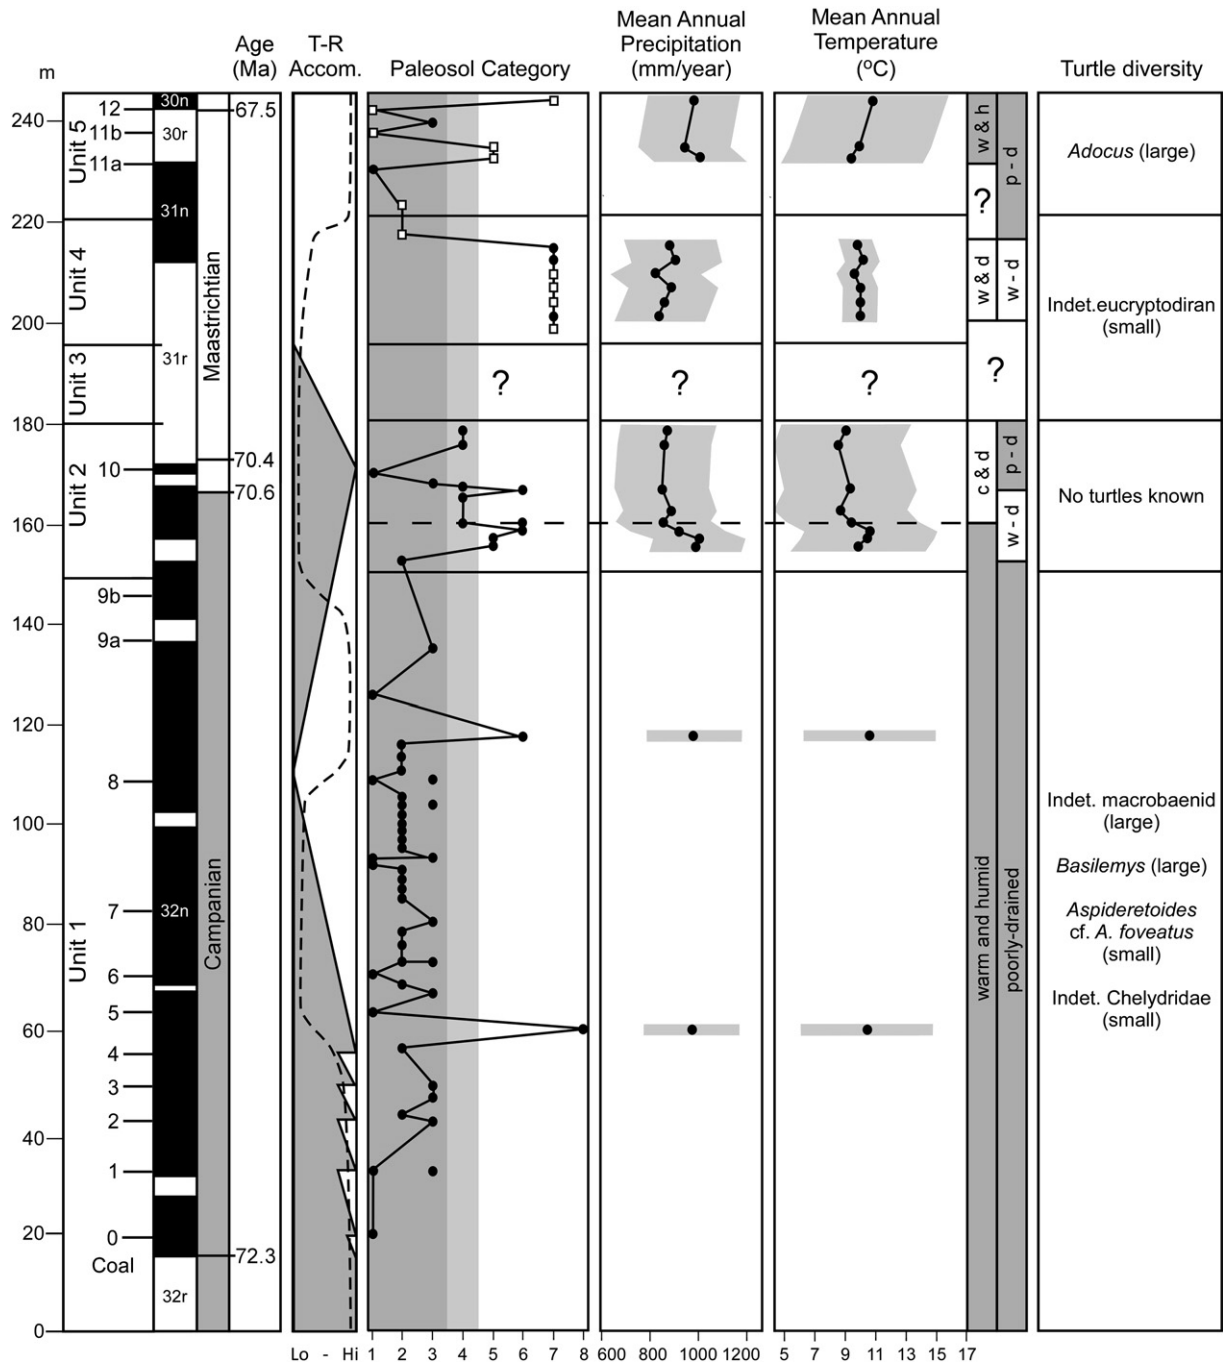 m
Age
(Ma)
T-R
Accom.
Paleosol Category
Mean Annual
Precipitation
(mm/year)
Mean Annual
Temperature
(ºC)
Turtle diversity
240
220
200
180
160
140
120
100
80
60
40
20
0
Unit 5
Unit 4
Unit 3
Unit 2
Unit 1
12
11b
11a
10
9b
9a
8
7
6
5
4
3
2
1
0
Coal
30n
30r
31n
31r
32n
32r
Maastrichtian
Campanian
67.5
70.4
70.6
72.3
?
?
?
w & h
?
w & d
?
c & d
warm and humid
p - d
w - d
p - d
w - d
poorly-drained
Adocus (large)
Indet.eucryptodiran
(small)
No turtles known
Indet. macrobaenid
(large)
Basilemys (large)
Aspideretoides
cf. A. foveatus
(small)
Indet. Chelydridae
(small)
Lo - Hi
1 2 3 4 5 6 7 8
600 800 1000 1200
5 7 9 11 13 15 17